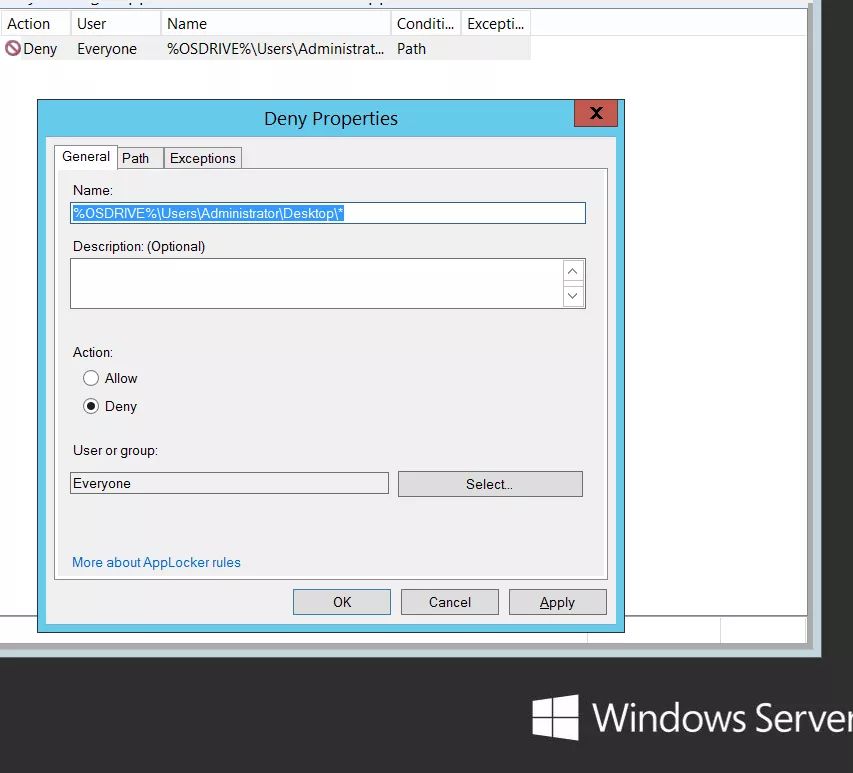 Action User Name Conditi... Excepti...
Deny Everyone %OSDRIVE%\Users\Administrat... Path
Deny Properties
X
General Path Exceptions
Name:
%OSDRIVE%\Users\Administrator\Desktop\*
Description: (Optional)
Action:
Allow
Deny
User or group:
Everyone Select...
More about AppLocker rules
OK Cancel Apply
Windows Server